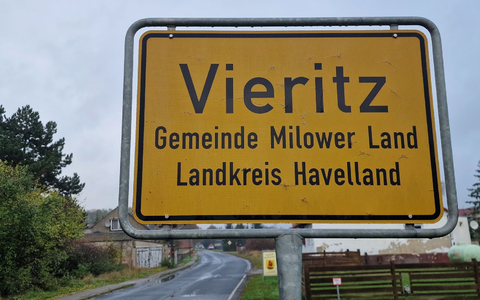 Vieritz
Gemeinde Milower Land
Landkreis Havelland